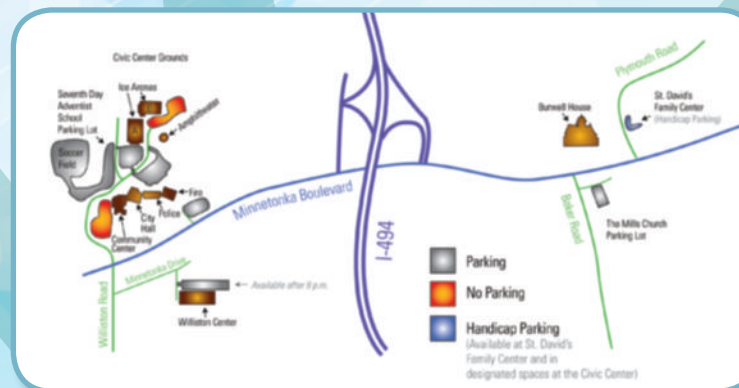 Civic Center Grounds
Ice Arenas
Seventh Day
Adventist
School
Parking Lot
Amphitheater
Soccer
Field
Fire
Police
City
Hall
Community
Center
Minnetonka Boulevard
Minnetonka Drive
Williston Road
Available after 8 p.m.
Williston Center
I-494
Plymouth Road
Burwell House
St. David's
Family Center
(Handicap Parking)
Baker Road
The Mills Church
Parking Lot
Parking
No Parking
Handicap Parking
(Available at St. David's
Family Center and in
designated spaces at the Civic Center)